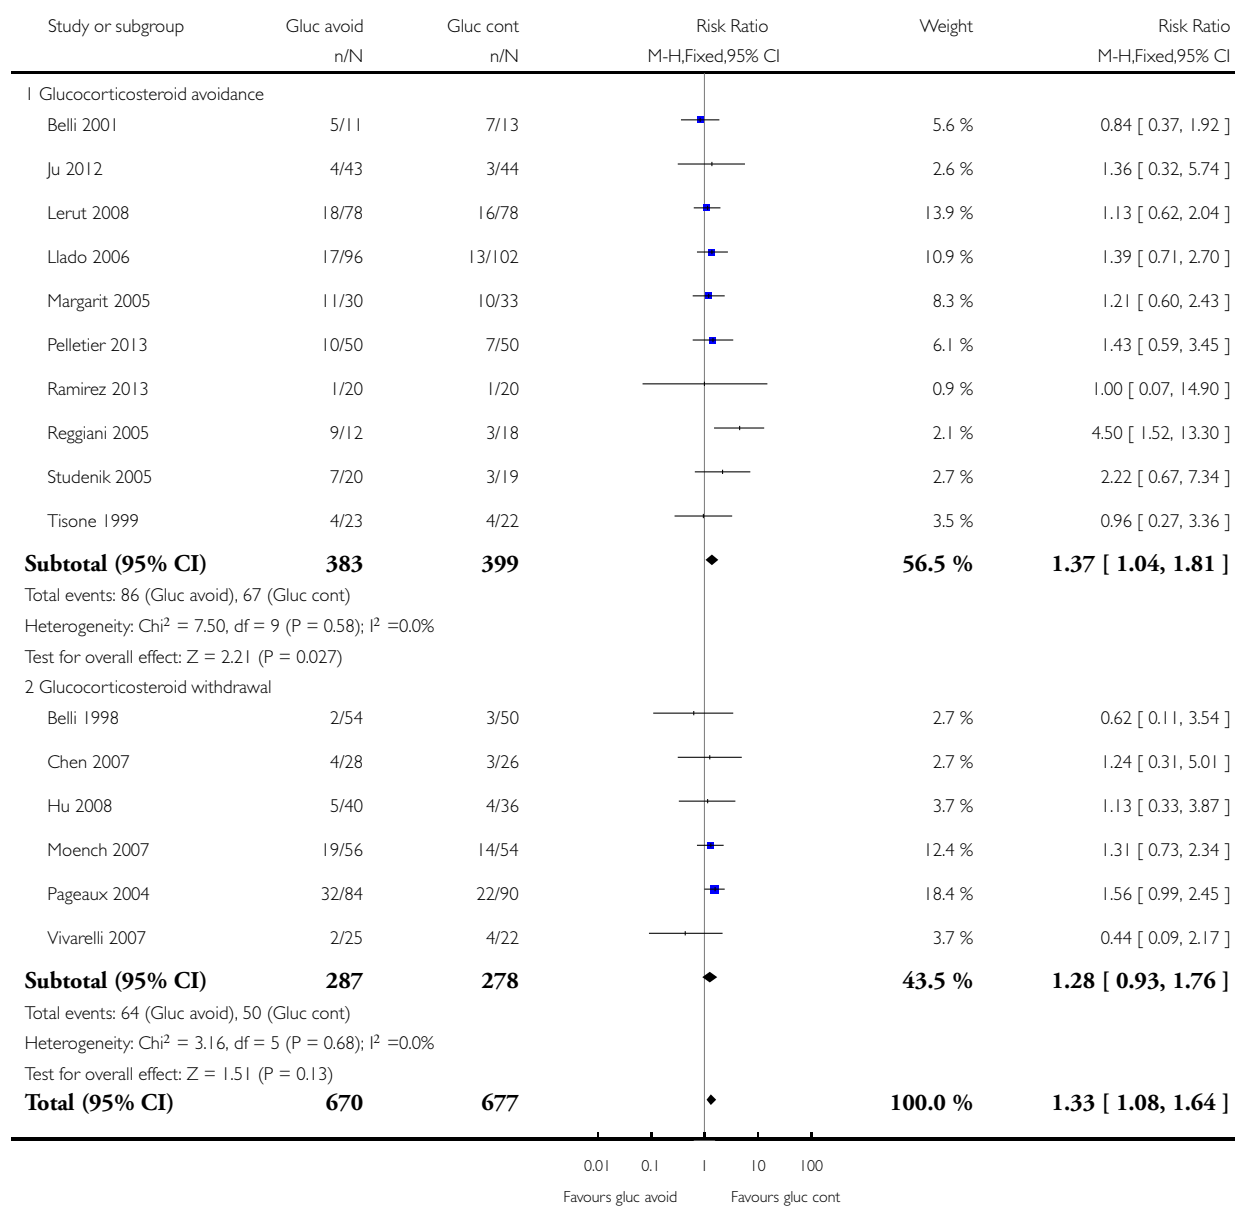 Study or subgroup Gluc avoid Gluc cont Risk Ratio Weight Risk Ratio
n/N n/N M-H,Fixed,95% CI M-H,Fixed,95% CI
1 Glucocorticosteroid avoidance
Belli 2001 5/11 7/13 5.6 % 0.84 [ 0.37, 1.92 ]
Ju 2012 4/43 3/44 2.6 % 1.36 [ 0.32, 5.74 ]
Lerut 2008 18/78 16/78 13.9 % 1.13 [ 0.62, 2.04 ]
Llado 2006 17/96 13/102 10.9 % 1.39 [ 0.71, 2.70 ]
Margarit 2005 11/30 10/33 8.3 % 1.21 [ 0.60, 2.43 ]
Pelletier 2013 10/50 7/50 6.1 % 1.43 [ 0.59, 3.45 ]
Ramirez 2013 1/20 1/20 0.9 % 1.00 [ 0.07, 14.90 ]
Reggiani 2005 9/12 3/18 2.1 % 4.50 [ 1.52, 13.30 ]
Studenik 2005 7/20 3/19 2.7 % 2.22 [ 0.67, 7.34 ]
Tisone 1999 4/23 4/22 3.5 % 0.96 [ 0.27, 3.36 ]
Subtotal (95% CI) 383 399 56.5 % 1.37 [ 1.04, 1.81 ]
Total events: 86 (Gluc avoid), 67 (Gluc cont)
Heterogeneity: Chi² = 7.50, df = 9 (P = 0.58); I² =0.0%
Test for overall effect: Z = 2.21 (P = 0.027)
2 Glucocorticosteroid withdrawal
Belli 1998 2/54 3/50 2.7 % 0.62 [ 0.11, 3.54 ]
Chen 2007 4/28 3/26 2.7 % 1.24 [ 0.31, 5.01 ]
Hu 2008 5/40 4/36 3.7 % 1.13 [ 0.33, 3.87 ]
Moench 2007 19/56 14/54 12.4 % 1.31 [ 0.73, 2.34 ]
Pageaux 2004 32/84 22/90 18.4 % 1.56 [ 0.99, 2.45 ]
Vivarelli 2007 2/25 4/22 3.7 % 0.44 [ 0.09, 2.17 ]
Subtotal (95% CI) 287 278 43.5 % 1.28 [ 0.93, 1.76 ]
Total events: 64 (Gluc avoid), 50 (Gluc cont)
Heterogeneity: Chi² = 3.16, df = 5 (P = 0.68); I² =0.0%
Test for overall effect: Z = 1.51 (P = 0.13)
Total (95% CI) 670 677 100.0 % 1.33 [ 1.08, 1.64 ]
0.01 0.1 1 10 100
Favours gluc avoid Favours gluc cont